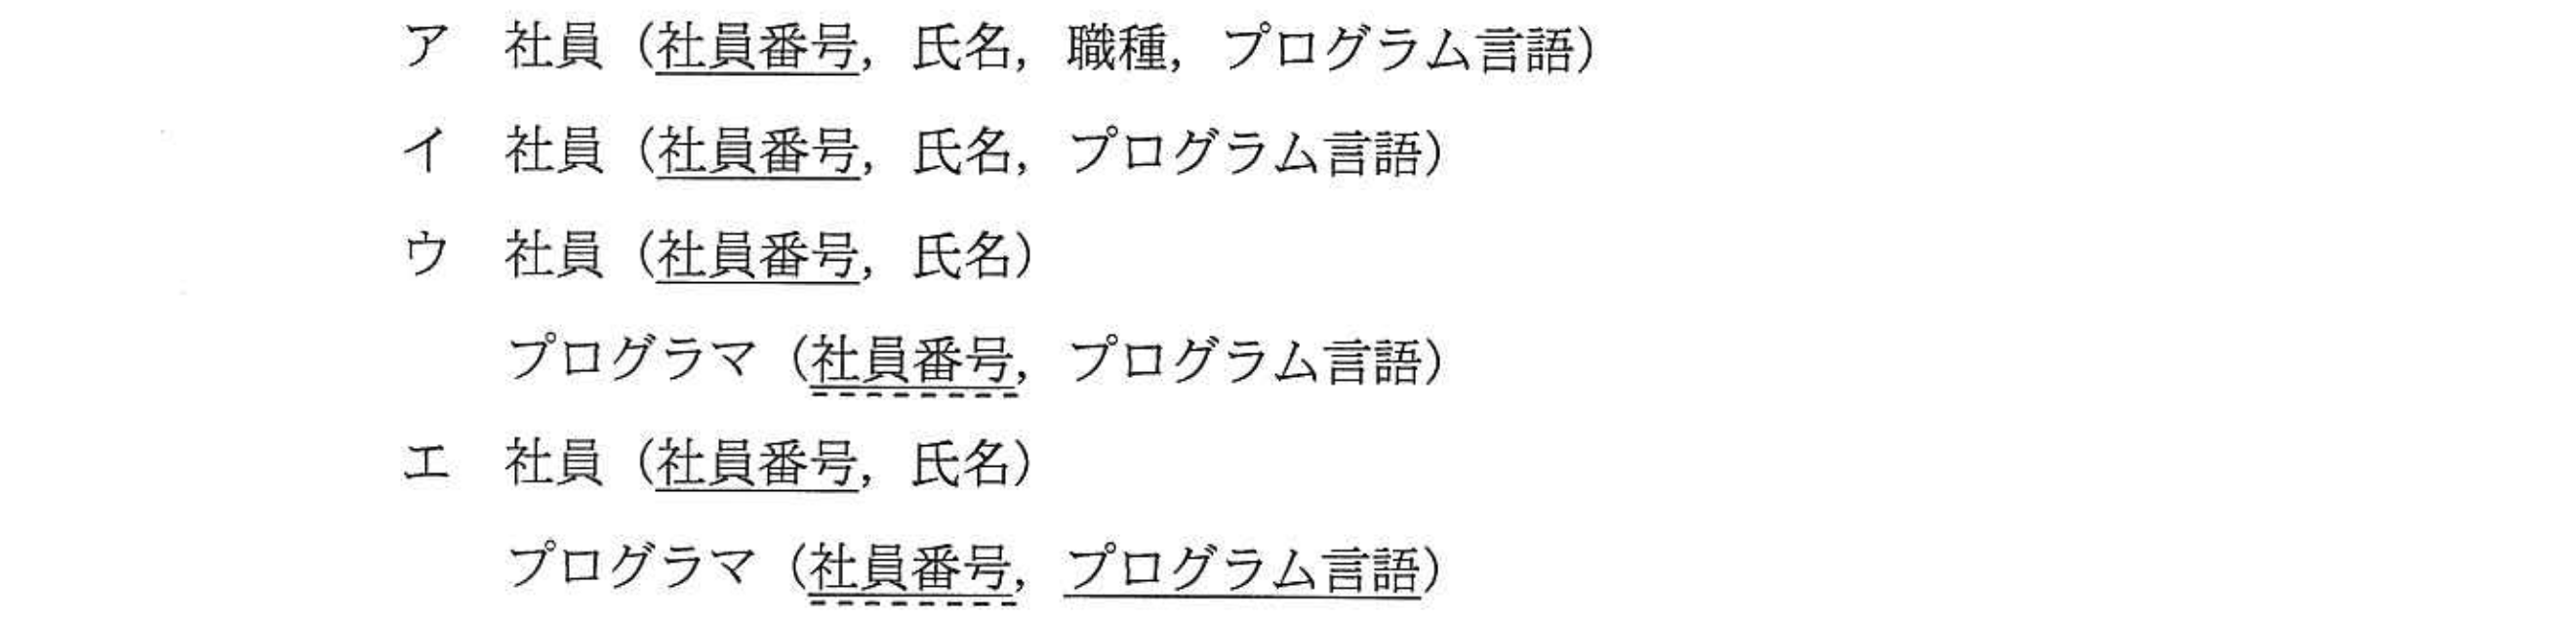 ア 社員（社員番号，氏名，職種，プログラム言語）
イ 社員（社員番号，氏名，プログラム言語）
ウ 社員（社員番号，氏名）
プログラマ（社員番号，プログラム言語）
エ 社員（社員番号，氏名）
プログラマ（社員番号，プログラム言語）